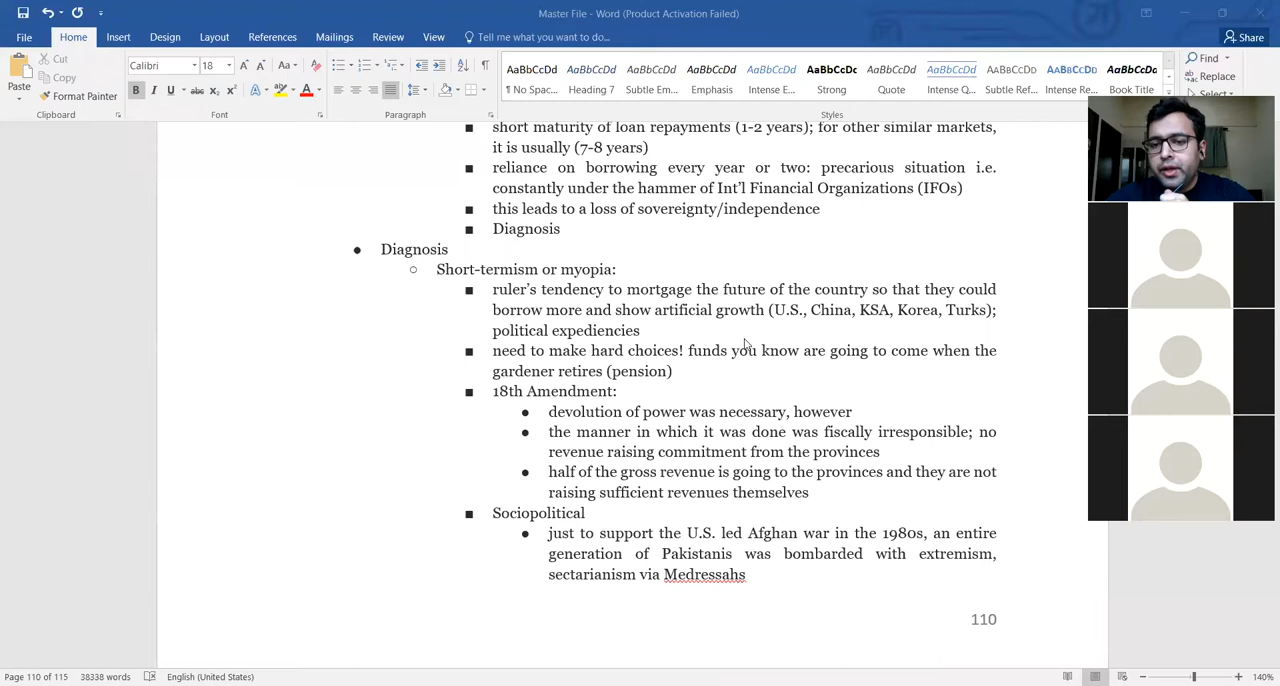 Master File - Word (Product Activation Failed)
File Home Insert Design Layout References Mailings Review View Tell me what you want to do... Share
Paste
Cut
Copy
Format Painter
Clipboard
Calibri 18
Font
Paragraph
AaBbCcDd AaBbCcDd AaBbCcDd AaBbCcDd AaBbCcDd AaBbCcDc AaBbCcDd AaBbCcDd AaBbCcDd AaBbCcDd AaBbCcDd
¶ No Spac... Heading 7 Subtle Em... Emphasis Intense E... Strong Quote Intense Q... Subtle Ref... Intense Re... Book Title
Styles
Find
Replace
Select
short maturity of loan repayments (1-2 years); for other similar markets,
it is usually (7-8 years)
reliance on borrowing every year or two: precarious situation i.e.
constantly under the hammer of Int'l Financial Organizations (IFOs)
this leads to a loss of sovereignty/independence
Diagnosis
Diagnosis
Short-termism or myopia:
ruler's tendency to mortgage the future of the country so that they could
borrow more and show artificial growth (U.S., China, KSA, Korea, Turks);
political expediencies
need to make hard choices! funds you know are going to come when the
gardener retires (pension)
18th Amendment:
devolution of power was necessary, however
the manner in which it was done was fiscally irresponsible; no
revenue raising commitment from the provinces
half of the gross revenue is going to the provinces and they are not
raising sufficient revenues themselves
Sociopolitical
just to support the U.S. led Afghan war in the 1980s, an entire
generation of Pakistanis was bombarded with extremism,
sectarianism via Medressahs
110
Page 110 of 115 38338 words English (United States) 140%